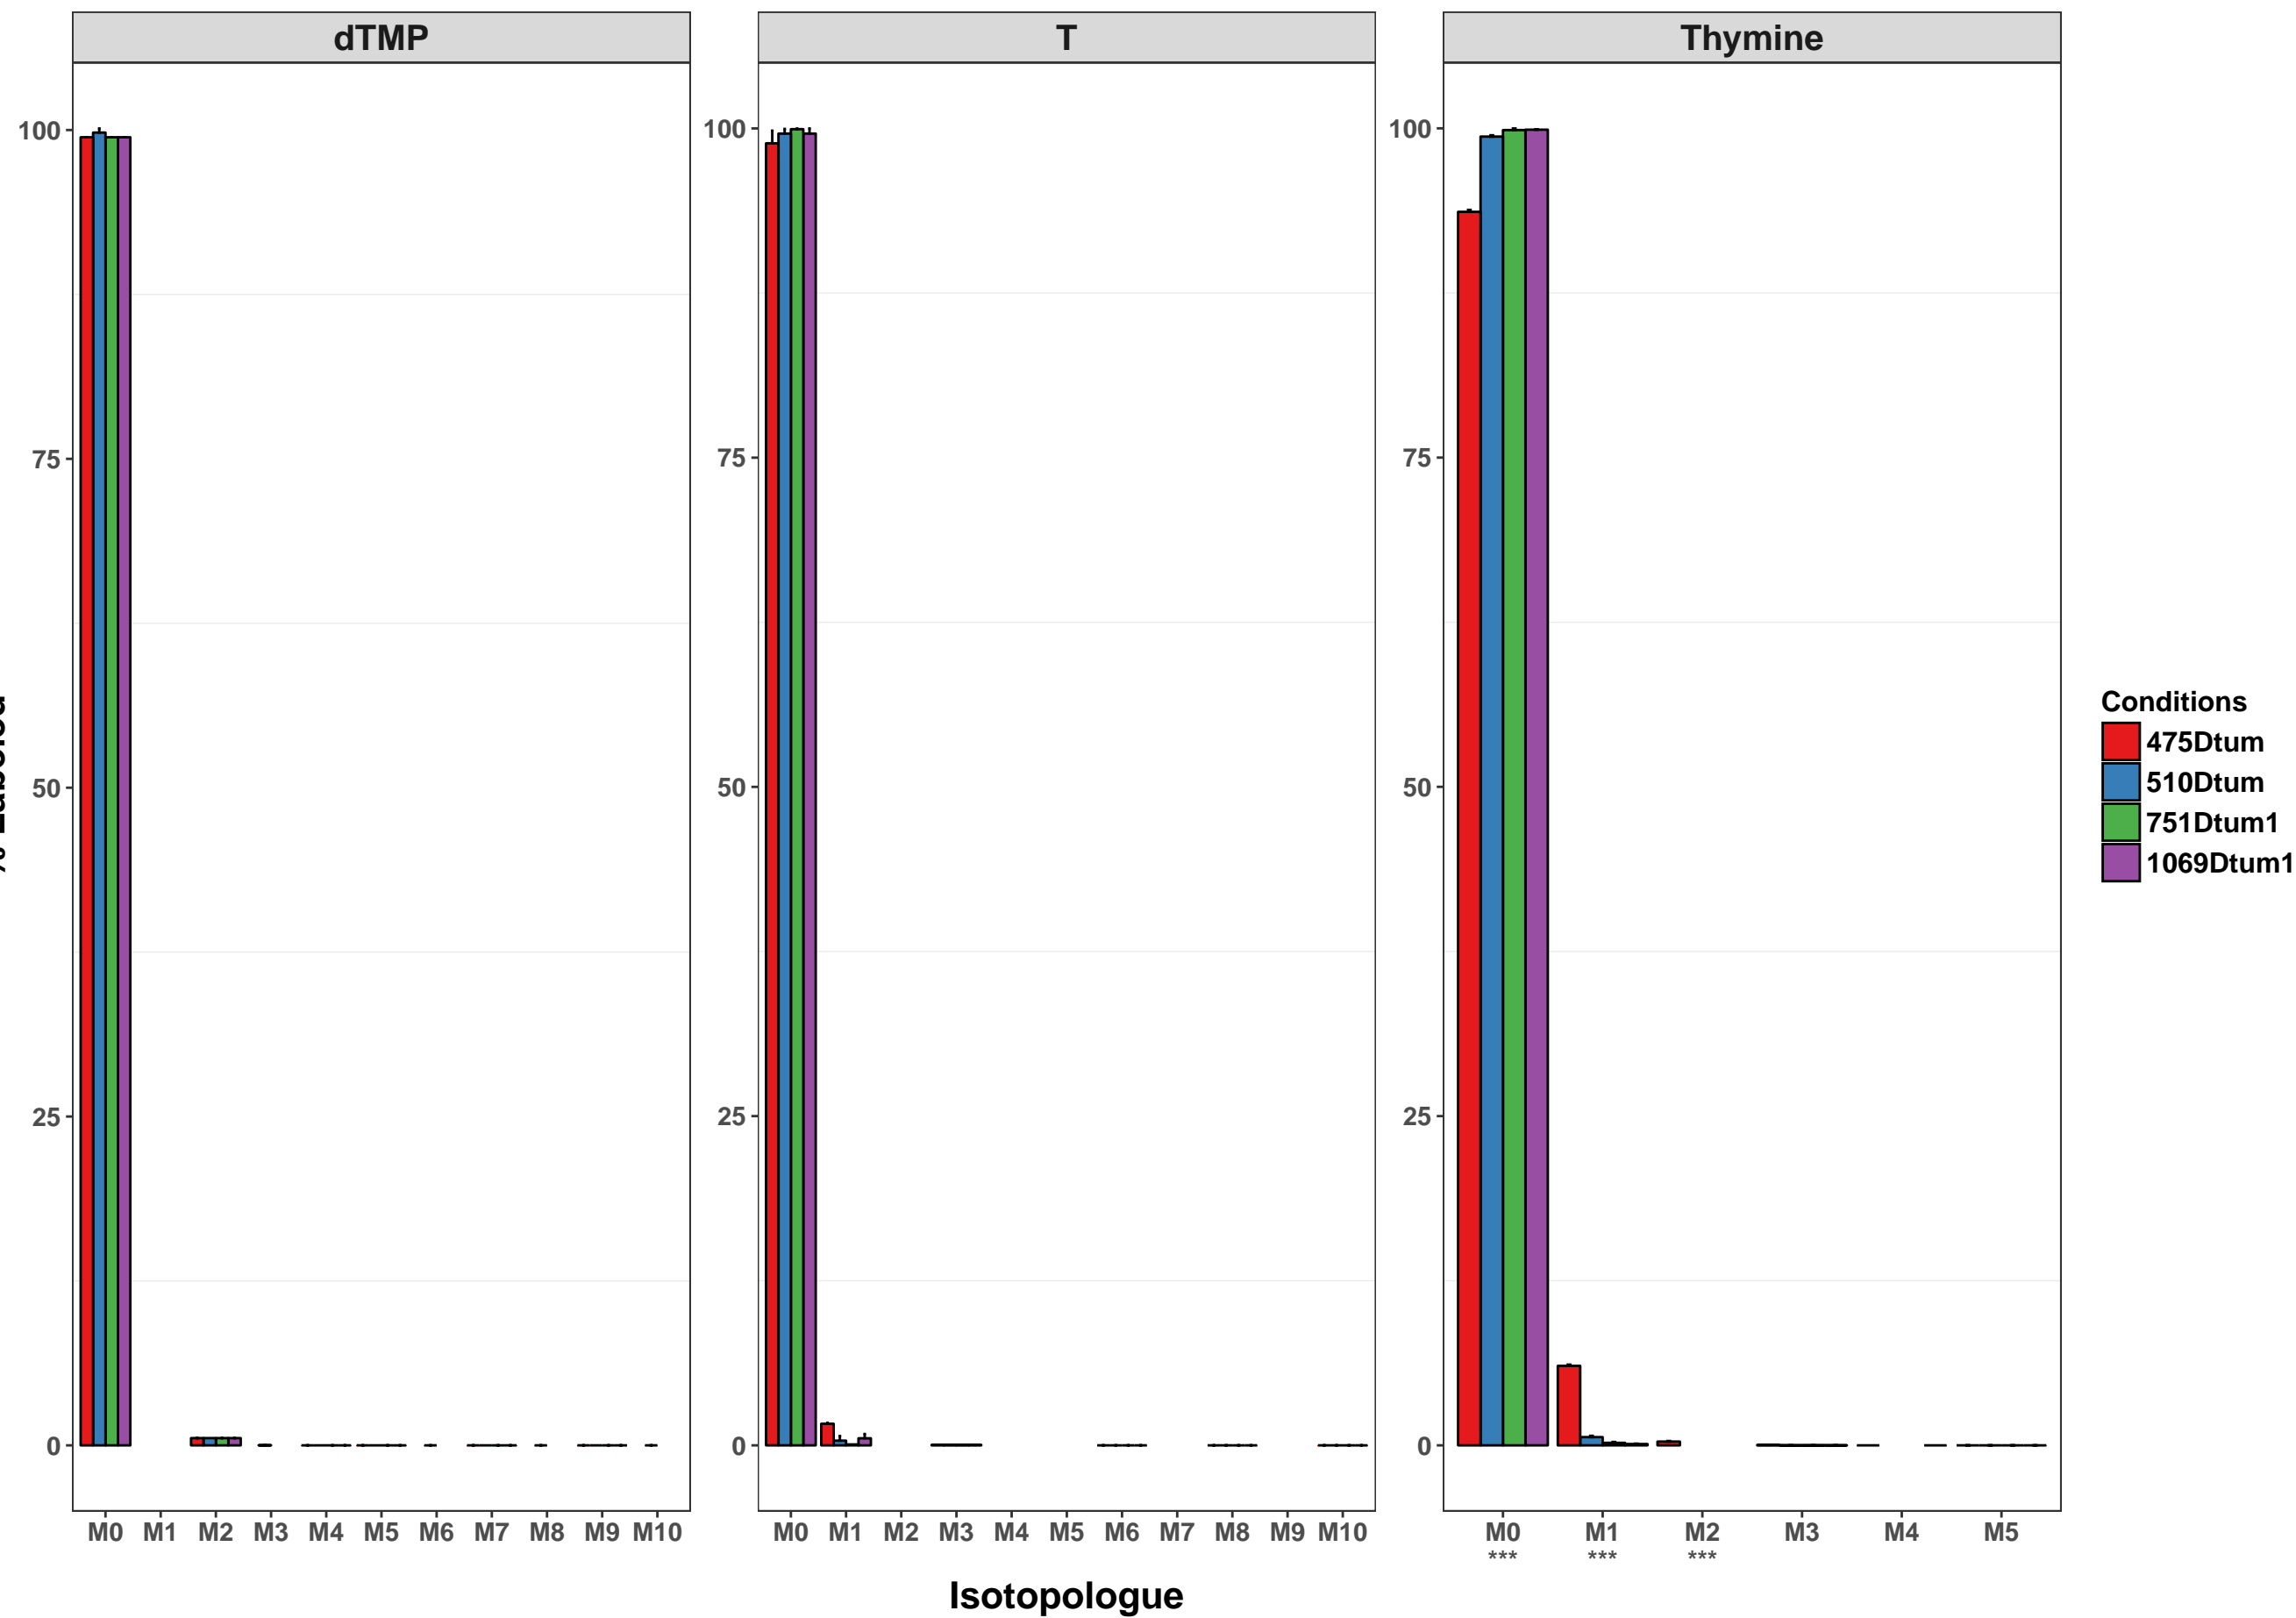 dTMP T Thymine
100 100 100
75 75 75
50 50 50
25 25 25
0 0 0
Conditions
475Dtum
510Dtum
751Dtum1
1069Dtum1
M0 M1 M2 M3 M4 M5 M6 M7 M8 M9 M10 M0 M1 M2 M3 M4 M5 M6 M7 M8 M9 M10 M0 M1 M2 M3 M4 M5
*** *** ***
Isotopologue